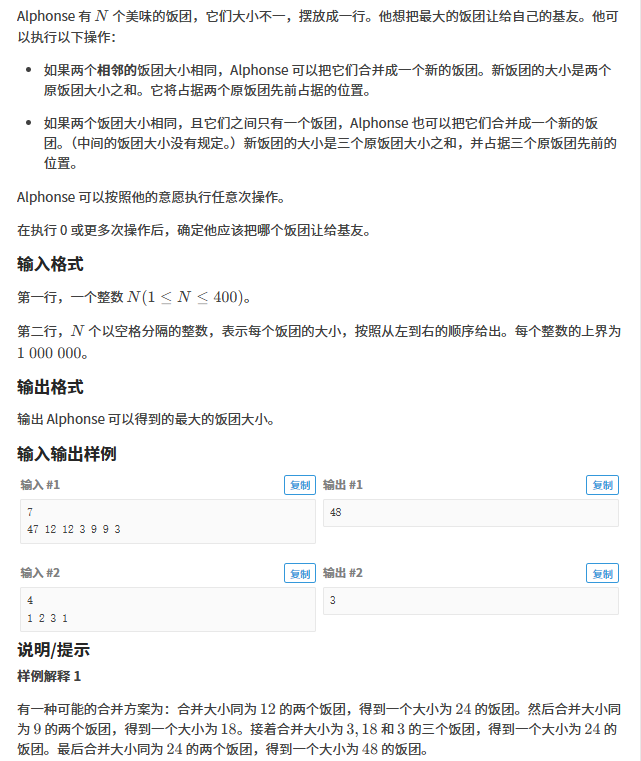 Alphonse 有 N 个美味的饭团，它们大小不一，摆放成一行。他想把最大的饭团让给自己的基友。他可
以执行以下操作：
• 如果两个相邻的饭团大小相同，Alphonse 可以把它们合并成一个新的饭团。新饭团的大小是两个
原饭团大小之和。它将占据两个原饭团先前占据的位置。
• 如果两个饭团大小相同，且它们之间只有一个饭团，Alphonse 也可以把它们合并成一个新的饭
团。（中间的饭团大小没有规定。）新饭团的大小是三个原饭团大小之和，并占据三个原饭团先前的
位置。
Alphonse 可以按照他的意愿执行任意次操作。
在执行 0 或更多次操作后，确定他应该把哪个饭团让给基友。
输入格式
第一行，一个整数 N(1 ≤ N ≤ 400)。
第二行，N 个以空格分隔的整数，表示每个饭团的大小，按照从左到右的顺序给出。每个整数的上界为
1 000 000。
输出格式
输出 Alphonse 可以得到的最大的饭团大小。
输入输出样例
输入 #1 复制 输出 #1 复制
7 48
47 12 12 3 9 9 3
输入 #2 复制 输出 #2 复制
4 3
1 2 3 1
说明/提示
样例解释 1
有一种可能的合并方案为：合并大小同为 12 的两个饭团，得到一个大小为 24 的饭团。然后合并大小同
为 9 的两个饭团，得到一个大小为 18。接着合并大小为 3, 18 和 3 的三个饭团，得到一个大小为 24 的
饭团。最后合并大小同为 24 的两个饭团，得到一个大小为 48 的饭团。